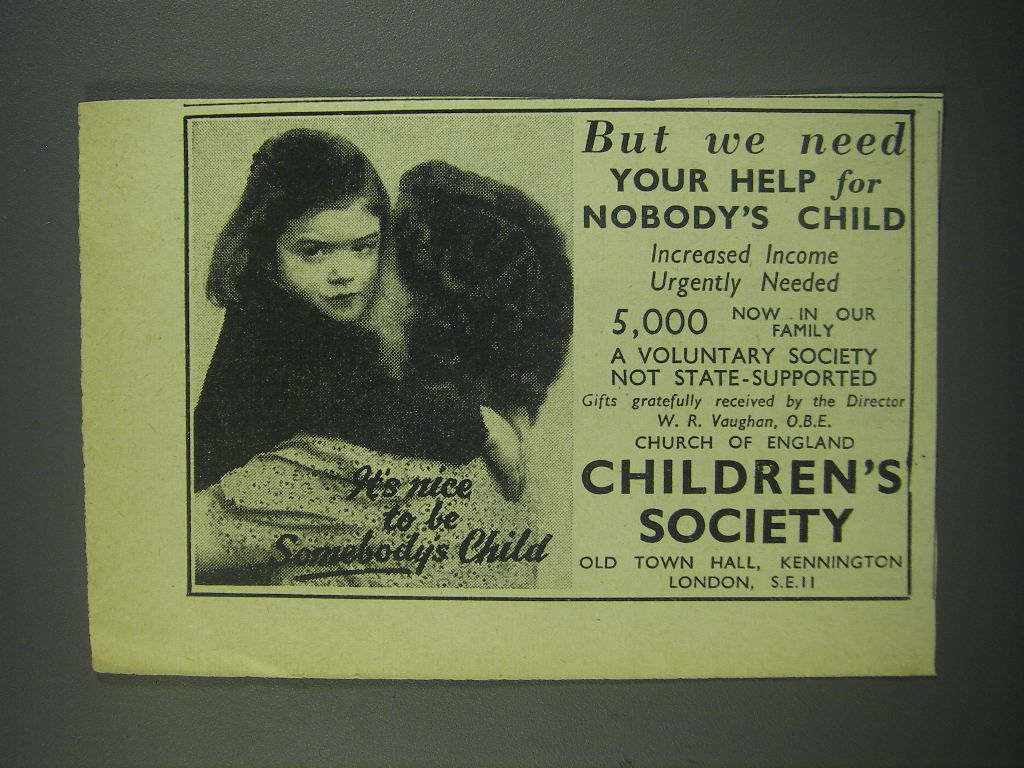 It's nice
to be
Somebody's Child
But we need
YOUR HELP for
NOBODY'S CHILD
Increased Income
Urgently Needed
5,000 NOW IN OUR
FAMILY
A VOLUNTARY SOCIETY
NOT STATE-SUPPORTED
Gifts gratefully received by the Director
W. R. Vaughan, O.B.E.
CHURCH OF ENGLAND
CHILDREN'S
SOCIETY
OLD TOWN HALL, KENNINGTON
LONDON, S.E.11